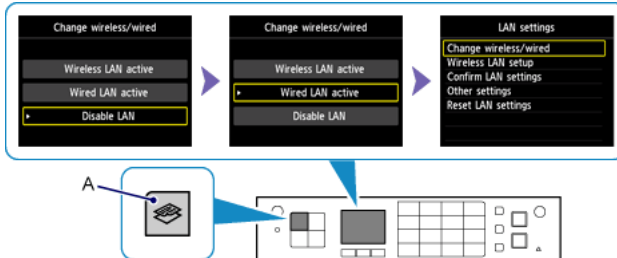 Change wireless/wired
Wireless LAN active
Wired LAN active
Disable LAN
Change wireless/wired
Wireless LAN active
Wired LAN active
Disable LAN
LAN settings
Change wireless/wired
Wireless LAN setup
Confirm LAN settings
Other settings
Reset LAN settings
A